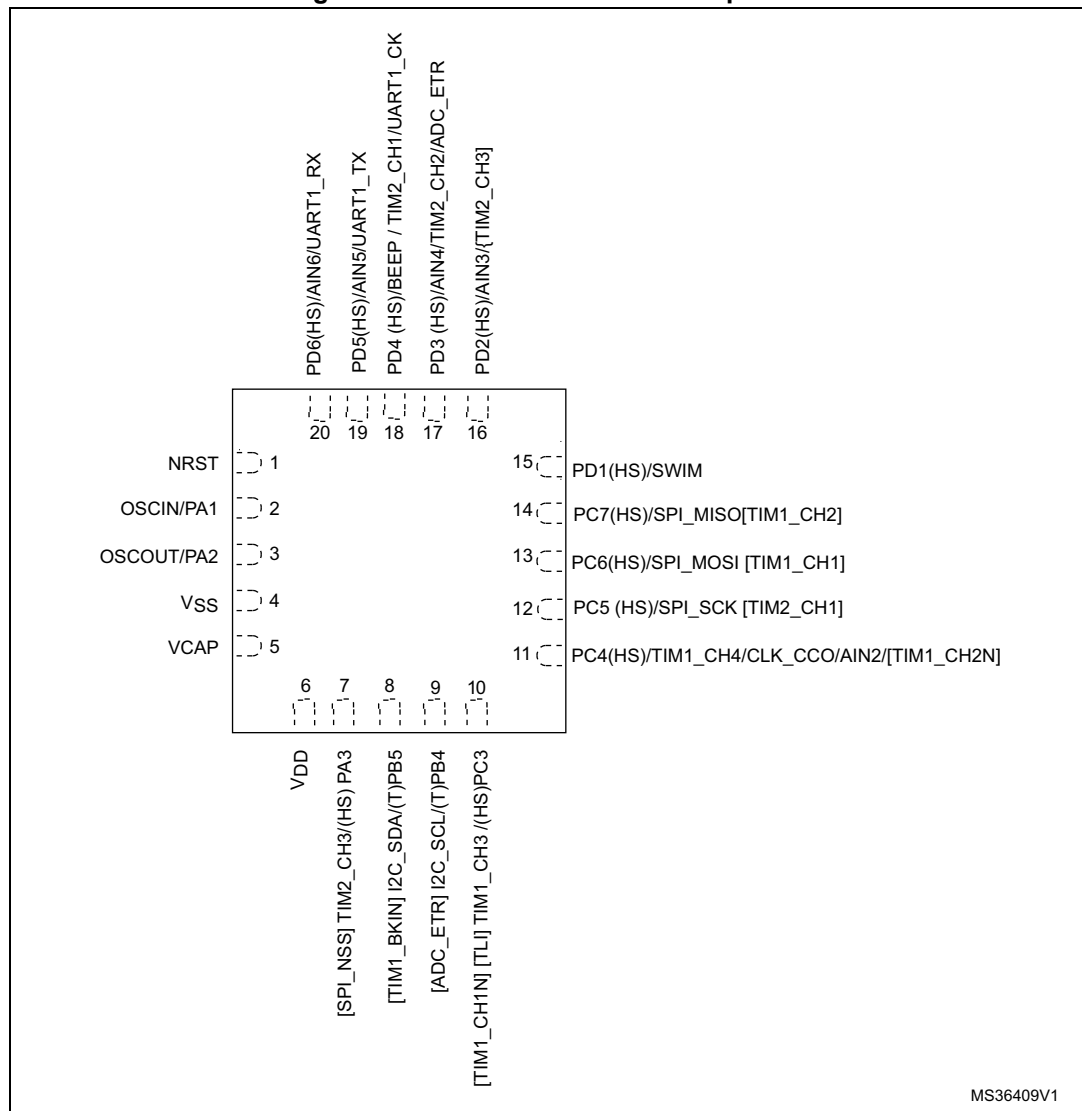 PD6(HS)/AIN6/UART1_RX
PD5(HS)/AIN5/UART1_TX
PD4 (HS)/BEEP / TIM2_CH1/UART1_CK
PD3 (HS)/AIN4/TIM2_CH2/ADC_ETR
PD2(HS)/AIN3/{TIM2_CH3]
20
19
18
17
16
NRST 1
OSCIN/PA1 2
OSCOUT/PA2 3
VSS 4
VCAP 5
15 PD1(HS)/SWIM
14 PC7(HS)/SPI_MISO[TIM1_CH2]
13 PC6(HS)/SPI_MOSI [TIM1_CH1]
12 PC5 (HS)/SPI_SCK [TIM2_CH1]
11 PC4(HS)/TIM1_CH4/CLK_CCO/AIN2/[TIM1_CH2N]
6
7
8
9
10
VDD
[SPI_NSS] TIM2_CH3/(HS) PA3
[TIM1_BKIN] I2C_SDA/(T)PB5
[ADC_ETR] I2C_SCL/(T)PB4
[TIM1_CH1N] [TLI] TIM1_CH3 /(HS)PC3
MS36409V1